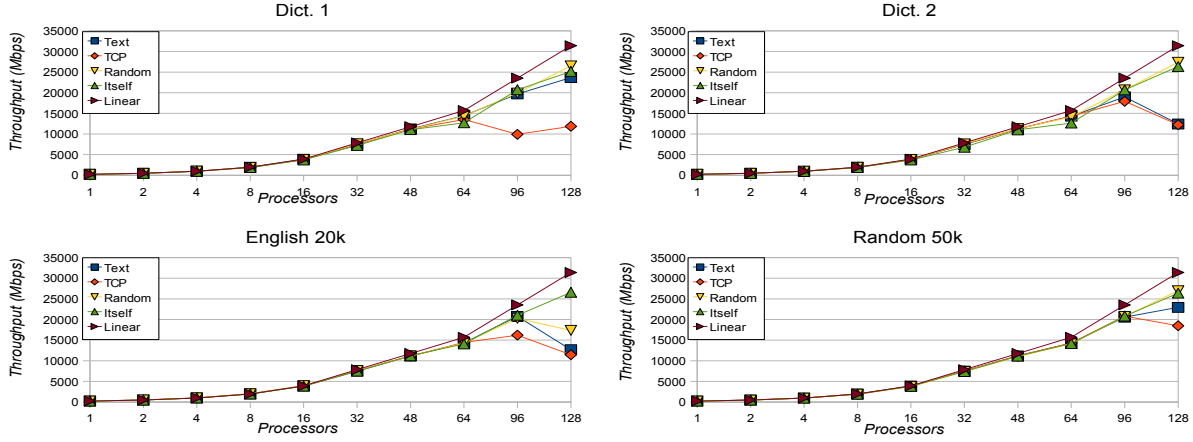 Dict. 1
Throughput (Mbps)
35000
30000
25000
20000
15000
10000
5000
0
Text
TCP
Random
Itself
Linear
1 2 4 8 16 32 48 64 96 128
Processors
Dict. 2
Throughput (Mbps)
35000
30000
25000
20000
15000
10000
5000
0
Text
TCP
Random
Itself
Linear
1 2 4 8 16 32 48 64 96 128
Processors
English 20k
Throughput (Mbps)
35000
30000
25000
20000
15000
10000
5000
0
Text
TCP
Random
Itself
Linear
1 2 4 8 16 32 48 64 96 128
Processors
Random 50k
Throughput (Mbps)
35000
30000
25000
20000
15000
10000
5000
0
Text
TCP
Random
Itself
Linear
1 2 4 8 16 32 48 64 96 128
Processors